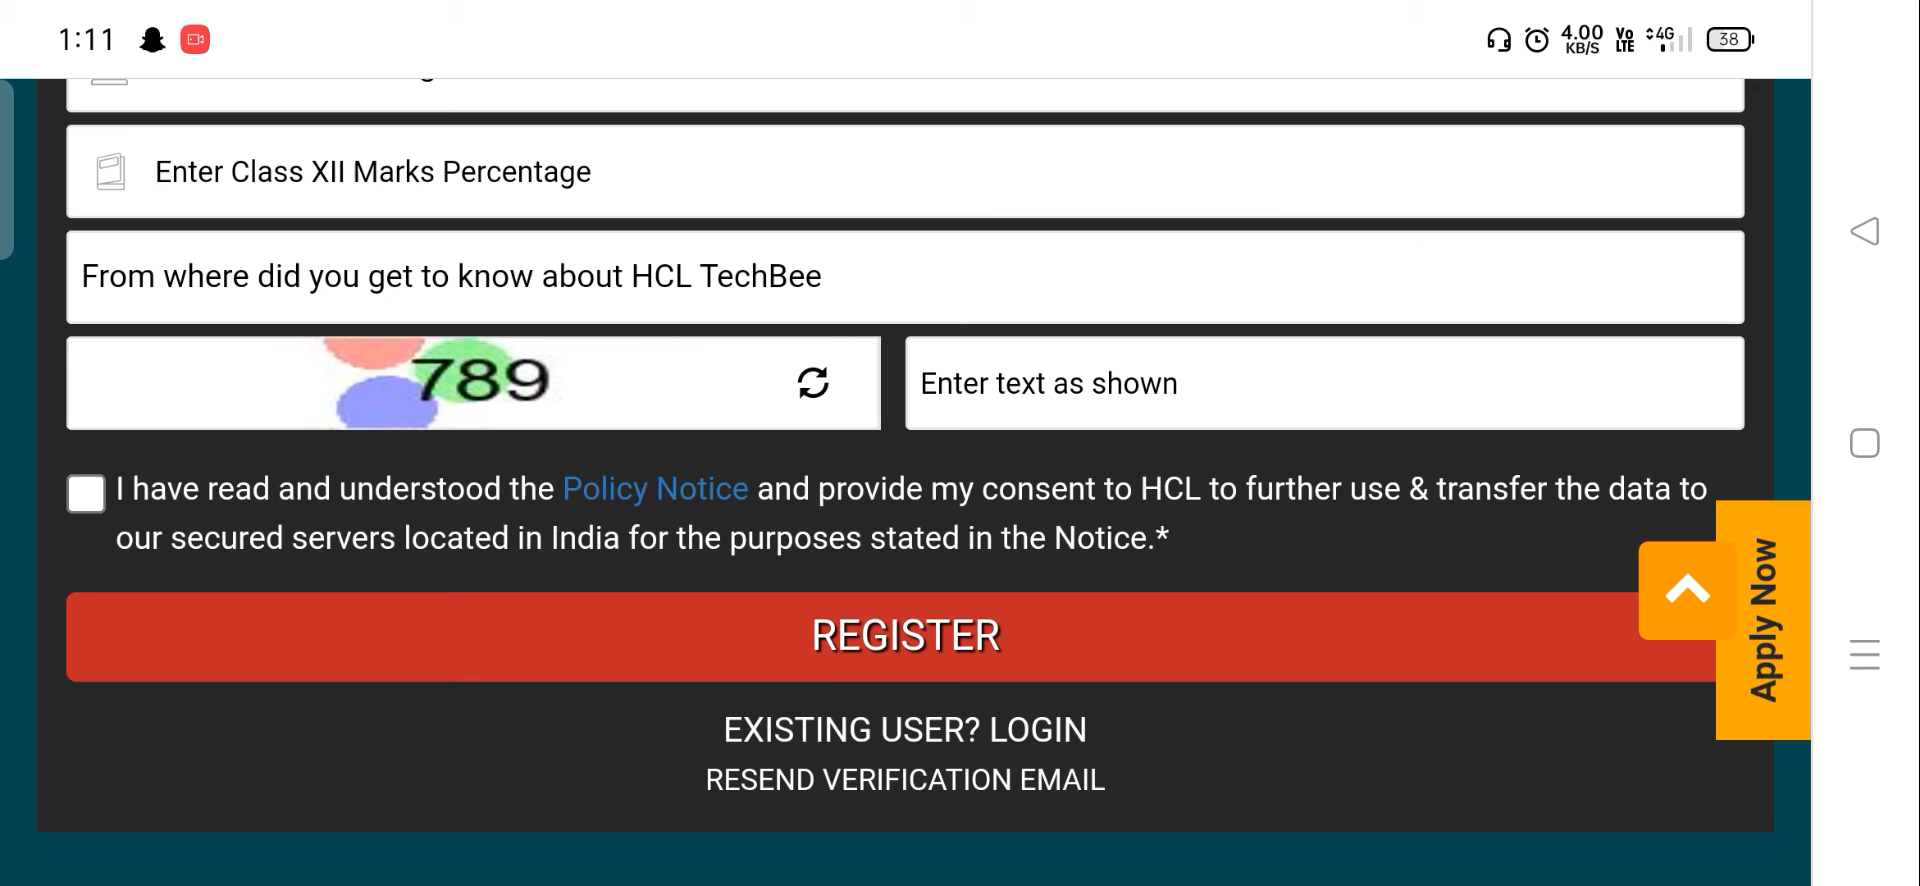 1:11
4.00
KB/S
Vo
LTE
4G
38
Enter Class XII Marks Percentage
From where did you get to know about HCL TechBee
789
Enter text as shown
I have read and understood the Policy Notice and provide my consent to HCL to further use & transfer the data to
our secured servers located in India for the purposes stated in the Notice.*
REGISTER
Apply Now
EXISTING USER? LOGIN
RESEND VERIFICATION EMAIL